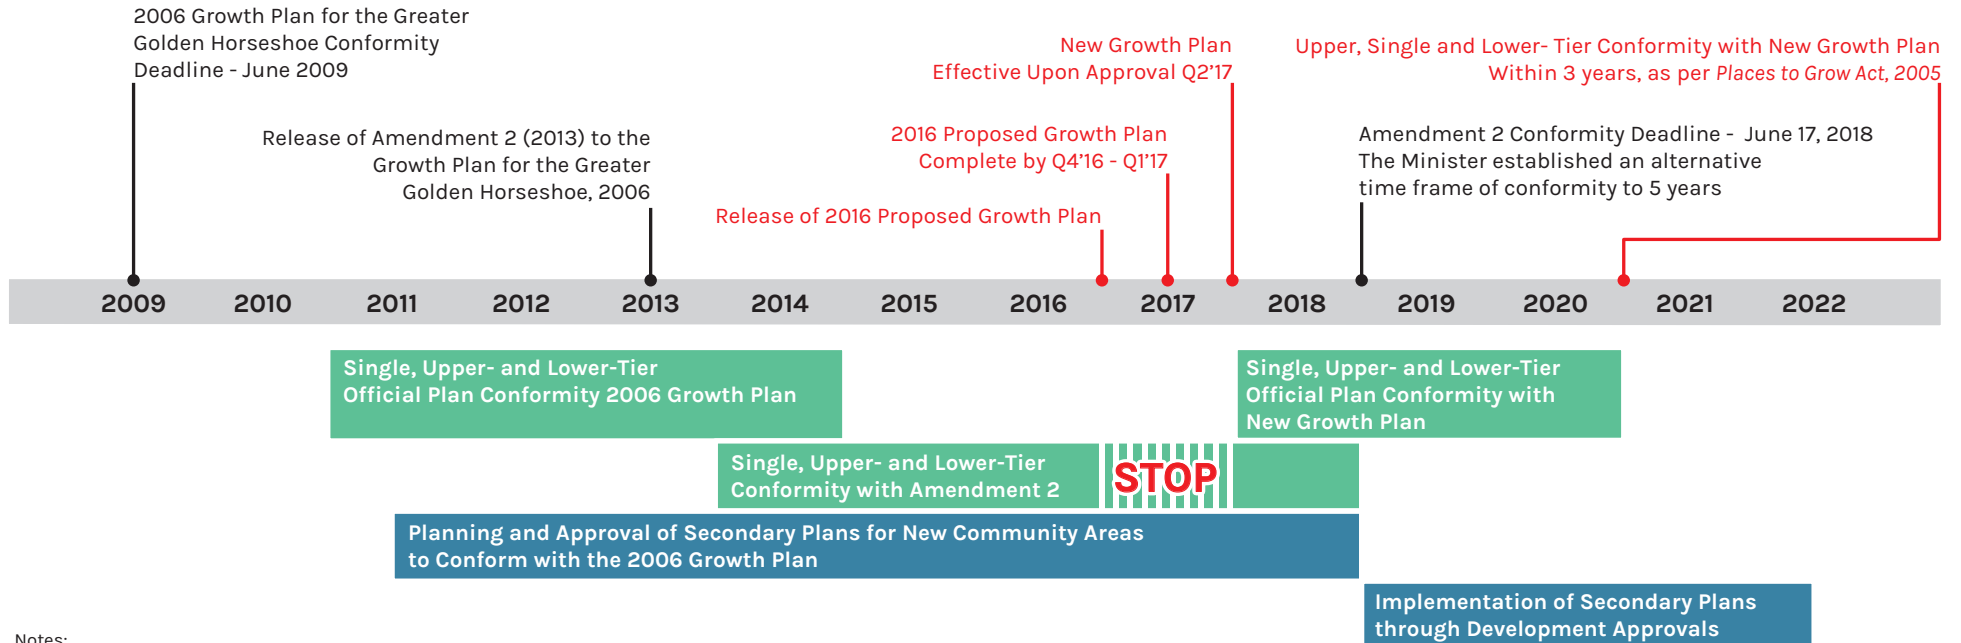 2006 Growth Plan for the Greater
Golden Horseshoe Conformity
Deadline - June 2009
Release of Amendment 2 (2013) to the
Growth Plan for the Greater
Golden Horseshoe, 2006
New Growth Plan
Effective Upon Approval Q2'17
2016 Proposed Growth Plan
Complete by Q4'16 - Q1'17
Release of 2016 Proposed Growth Plan
Upper, Single and Lower- Tier Conformity with New Growth Plan
Within 3 years, as per Places to Grow Act, 2005
Amendment 2 Conformity Deadline - June 17, 2018
The Minister established an alternative
time frame of conformity to 5 years
2009 2010 2011 2012 2013 2014 2015 2016 2017 2018 2019 2020 2021 2022
Single, Upper- and Lower-Tier
Official Plan Conformity 2006 Growth Plan
Single, Upper- and Lower-Tier
Official Plan Conformity with
New Growth Plan
Single, Upper- and Lower-Tier
Conformity with Amendment 2
STOP
Planning and Approval of Secondary Plans for New Community Areas
to Conform with the 2006 Growth Plan
Implementation of Secondary Plans
through Development Approvals
Notes: